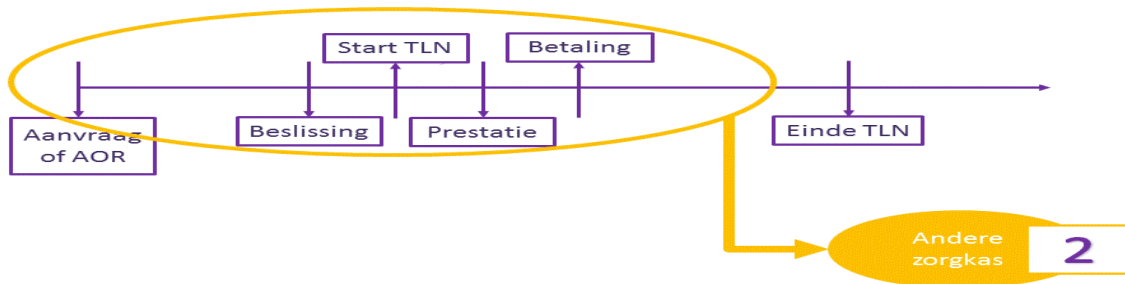 Start TLN
Betaling
Aanvraag
of AOR
Beslissing
Prestatie
Einde TLN
Andere
zorgkas
2